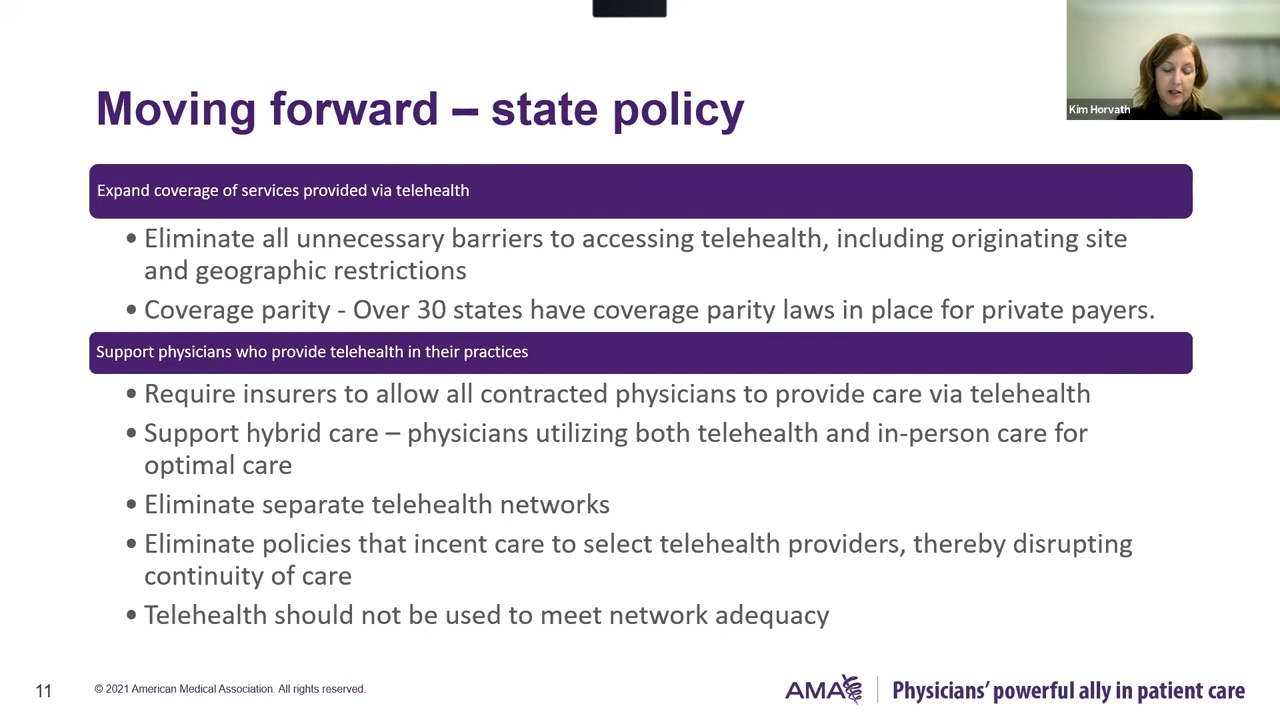 Moving forward – state policy
Kim Horvath
Expand coverage of services provided via telehealth
• Eliminate all unnecessary barriers to accessing telehealth, including originating site
and geographic restrictions
• Coverage parity - Over 30 states have coverage parity laws in place for private payers.
Support physicians who provide telehealth in their practices
• Require insurers to allow all contracted physicians to provide care via telehealth
• Support hybrid care – physicians utilizing both telehealth and in-person care for
optimal care
• Eliminate separate telehealth networks
• Eliminate policies that incent care to select telehealth providers, thereby disrupting
continuity of care
• Telehealth should not be used to meet network adequacy
11
© 2021 American Medical Association. All rights reserved.
AMA
Physicians’ powerful ally in patient care